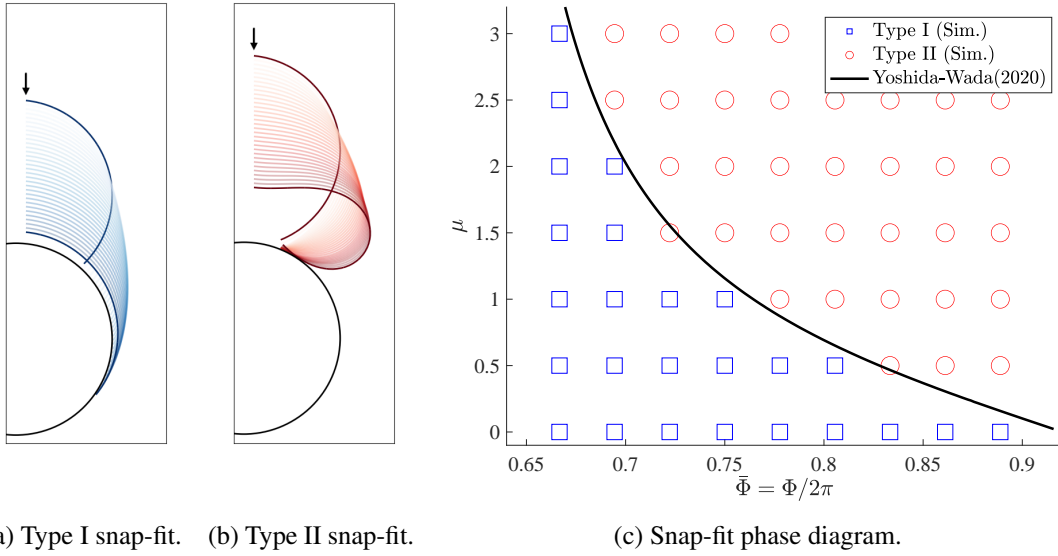 3
2.5
2
1.5
1
0.5
0
μ
0.65
0.7
0.75
0.8
0.85
0.9
Φ̄ = Φ/2π
Type I (Sim.)
Type II (Sim.)
Yoshida-Wada(2020)
a) Type I snap-fit.
(b) Type II snap-fit.
(c) Snap-fit phase diagram.